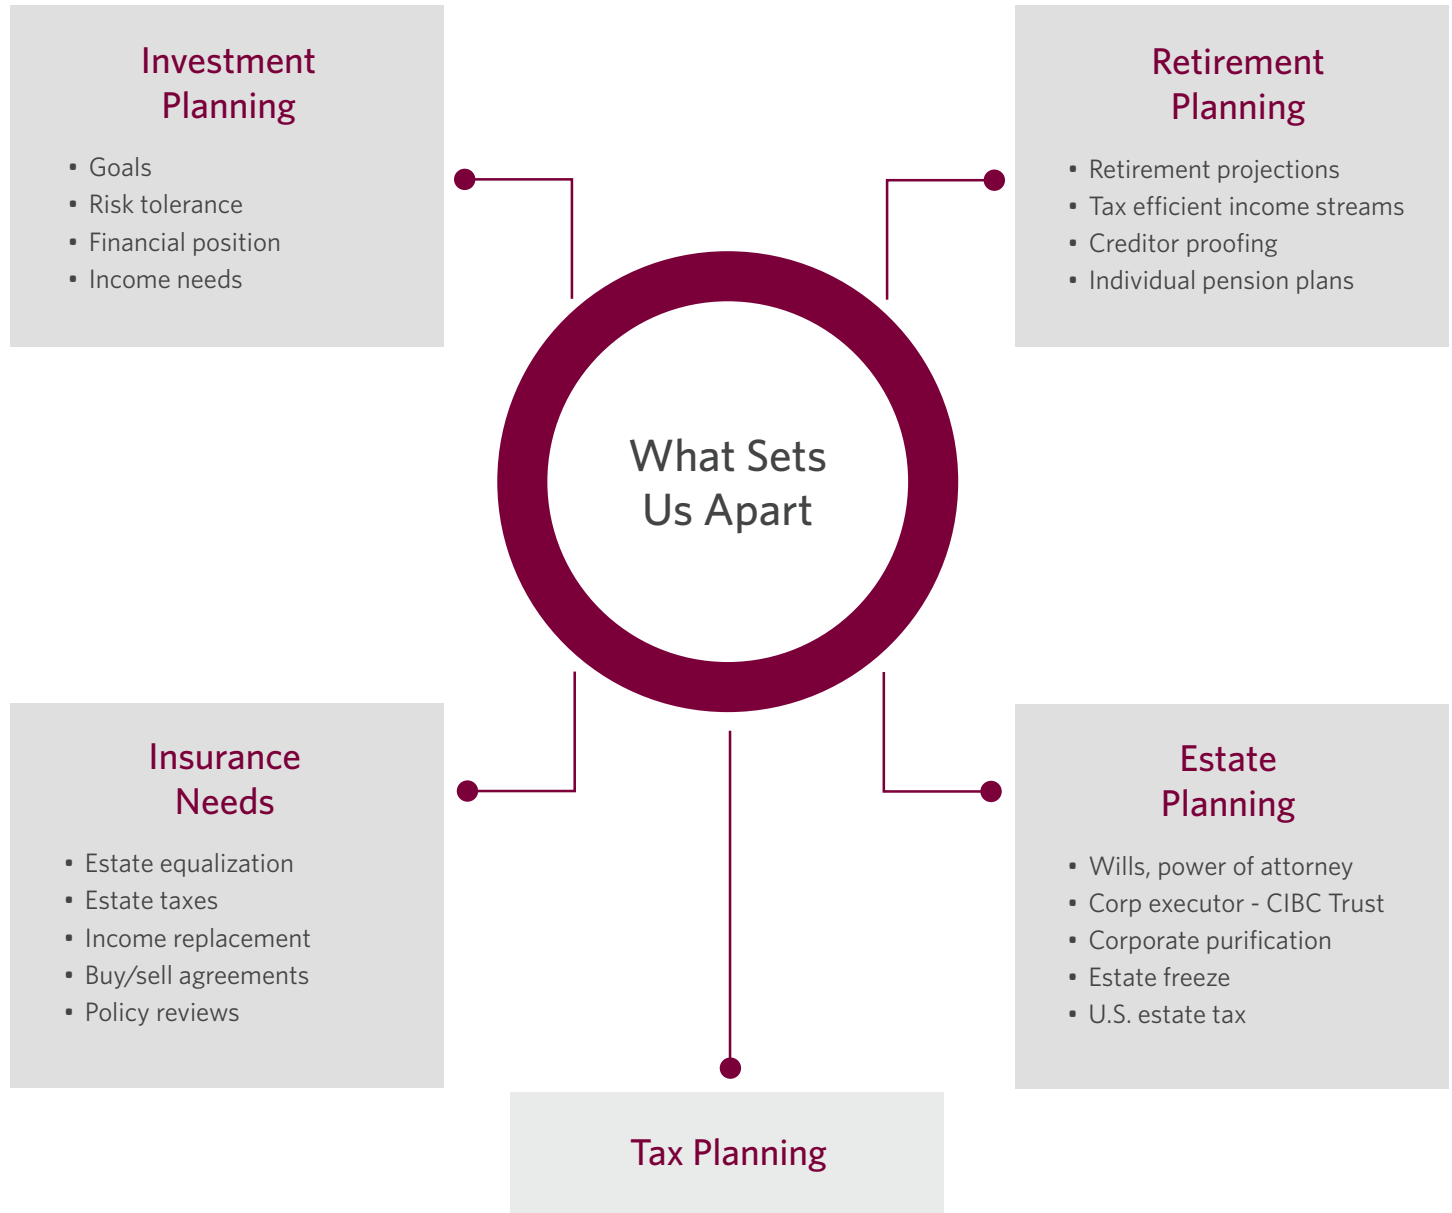 Investment
Planning
• Goals
• Risk tolerance
• Financial position
• Income needs
Retirement
Planning
• Retirement projections
• Tax efficient income streams
• Creditor proofing
• Individual pension plans
What Sets
Us Apart
Insurance
Needs
• Estate equalization
• Estate taxes
• Income replacement
• Buy/sell agreements
• Policy reviews
Estate
Planning
• Wills, power of attorney
• Corp executor - CIBC Trust
• Corporate purification
• Estate freeze
• U.S. estate tax
Tax Planning